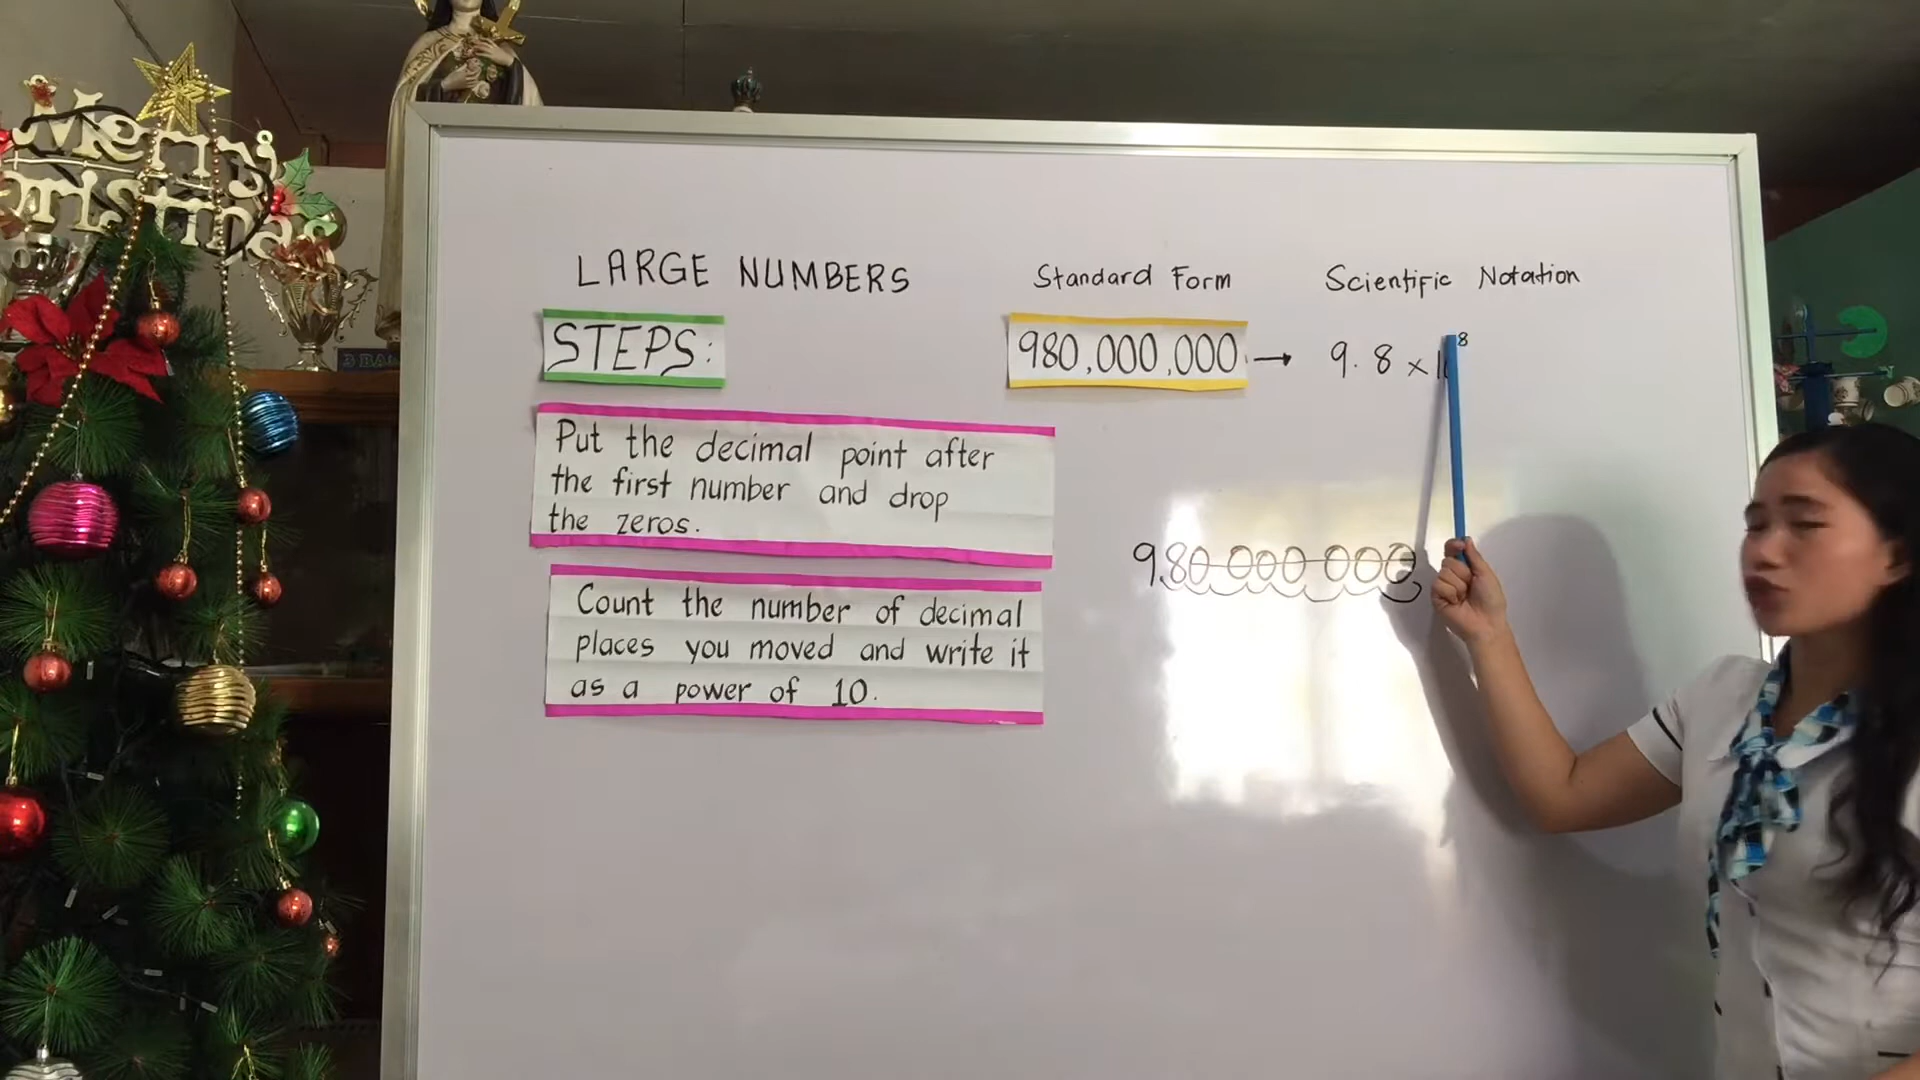 Merry
Christmas
LARGE NUMBERS
Standard Form
Scientific Notation
STEPS:
980,000,000. → 9.8 × 10⁸
Put the decimal point after
the first number and drop
the zeros.
9.80 000 000
Count the number of decimal
places you moved and write it
as a power of 10.